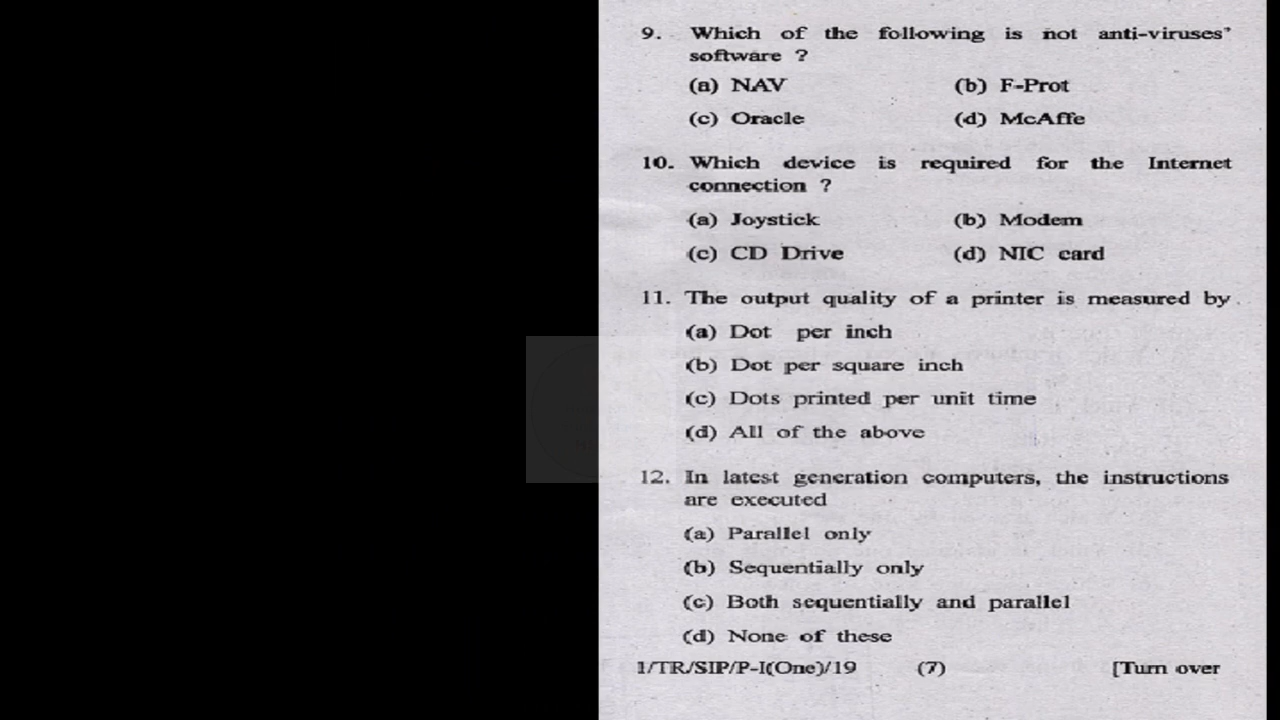 9. Which of the following is not anti-viruses'
software ?
(a) NAV (b) F-Prot
(c) Oracle (d) McAffe
10. Which device is required for the Internet
connection ?
(a) Joystick (b) Modem
(c) CD Drive (d) NIC card
11. The output quality of a printer is measured by
(a) Dot per inch
(b) Dot per square inch
(c) Dots printed per unit time
(d) All of the above
12. In latest generation computers, the instructions
are executed
(a) Parallel only
(b) Sequentially only
(c) Both sequentially and parallel
(d) None of these
1/TR/SIP/P-I(One)/19 (7) [Turn over